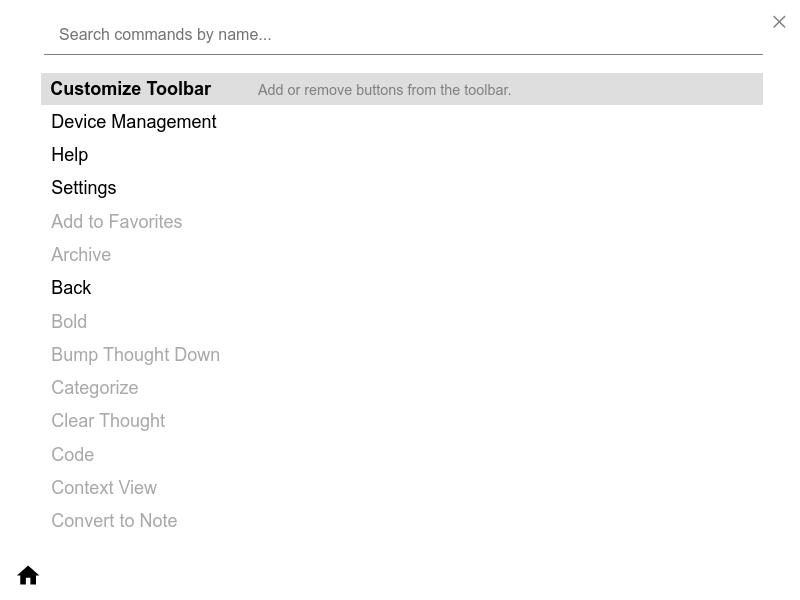 Search commands by name...
Customize Toolbar Add or remove buttons from the toolbar.
Device Management
Help
Settings
Add to Favorites
Archive
Back
Bold
Bump Thought Down
Categorize
Clear Thought
Code
Context View
Convert to Note